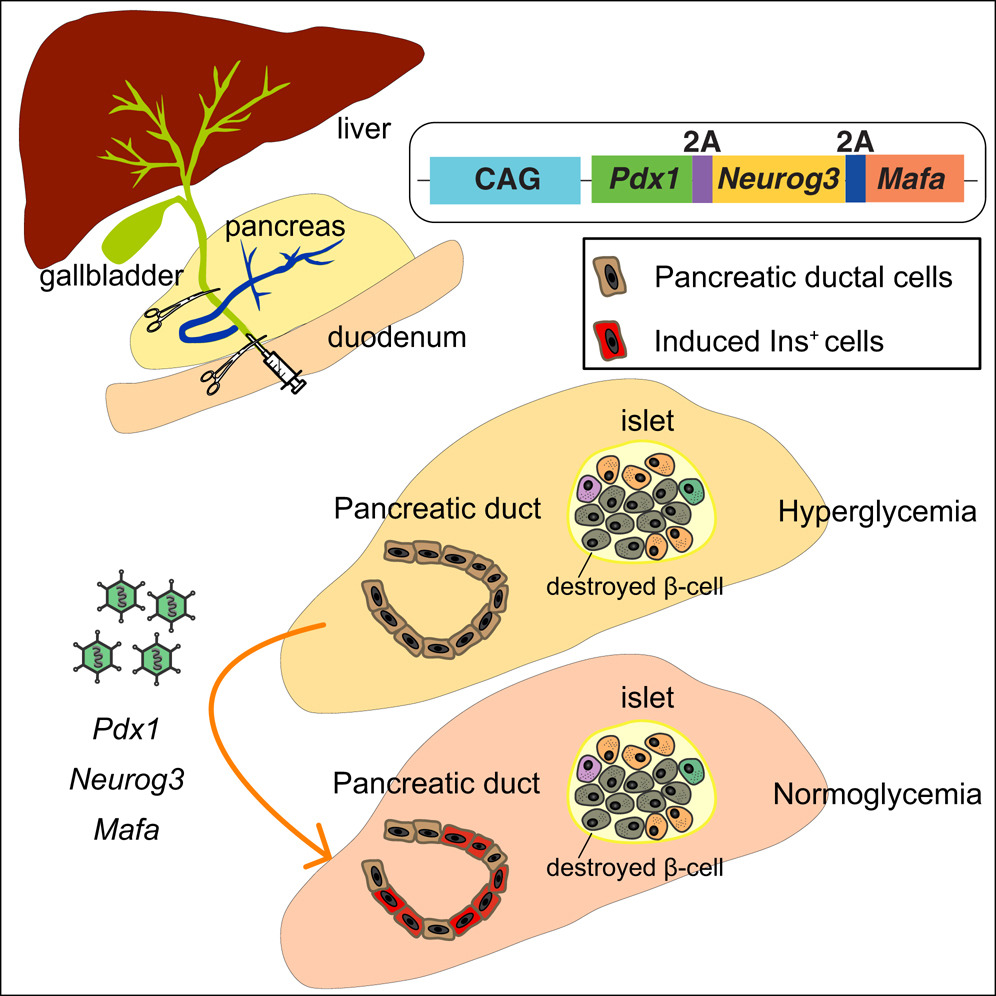 liver
gallbladder
pancreas
duodenum
2A 2A
CAG Pdx1 Neurog3 Mafa
Pancreatic ductal cells
Induced Ins⁺ cells
islet
Pancreatic duct
Hyperglycemia
destroyed β-cell
Pdx1
Neurog3
Mafa
islet
Pancreatic duct
Normoglycemia
destroyed β-cell